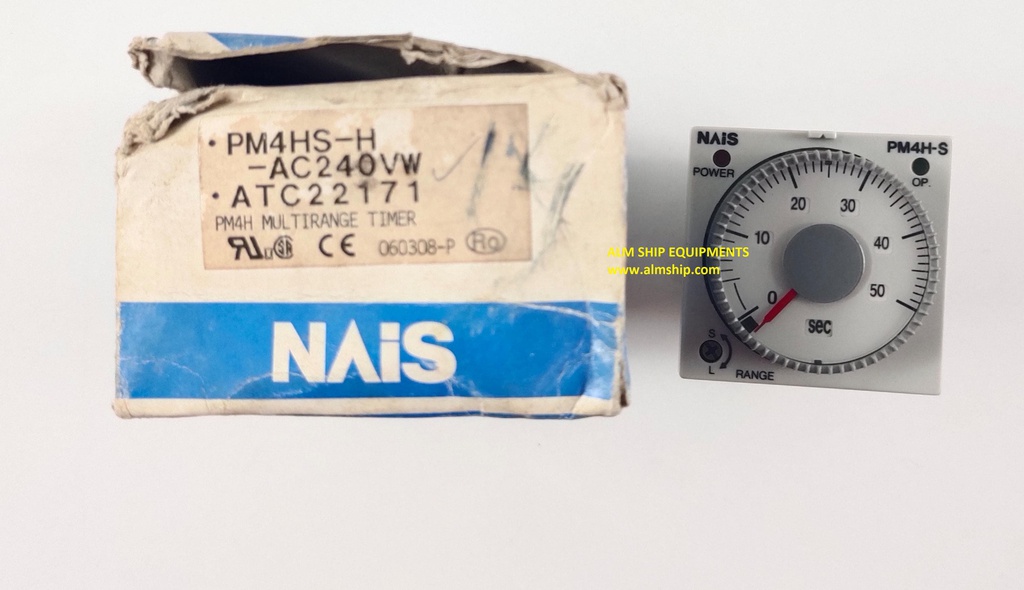 • PM4HS-H
-AC240VW
• ATC22171
PM4H MULTIRANGE TIMER
CE 060308-P Ro
NAiS
NAiS
PM4H-S
POWER
OP.
20 30
10 40
0 50
sec
S
L
RANGE
ALM SHIP EQUIPMENTS
www.almship.com